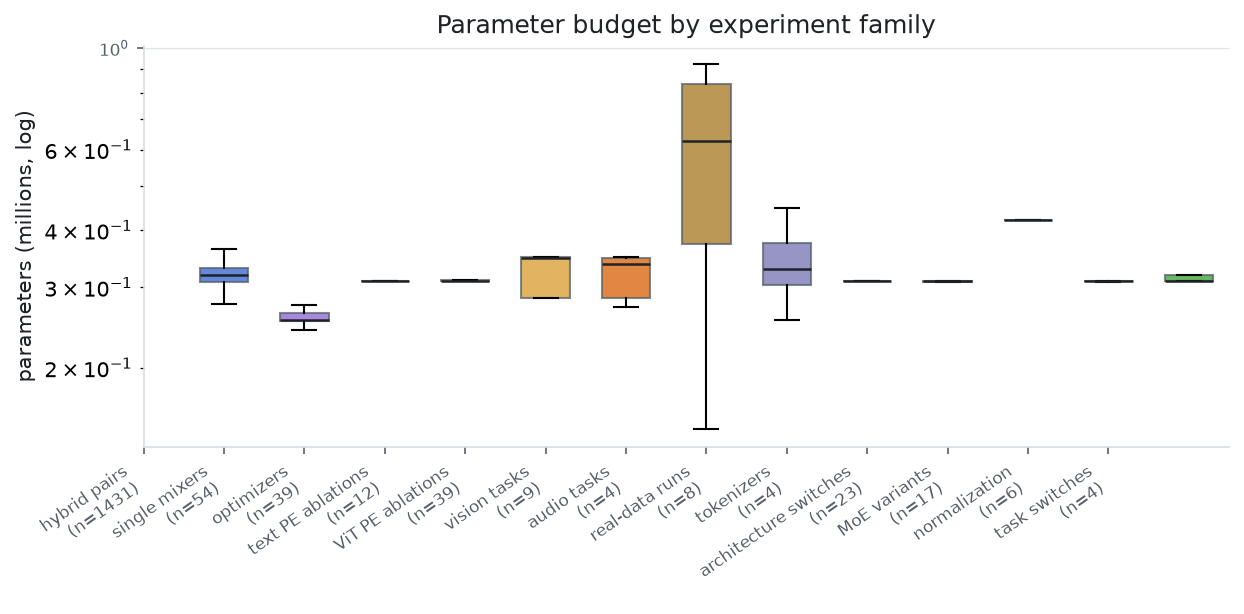 Parameter budget by experiment family
parameters (millions, log)
10⁰
6 × 10⁻¹
4 × 10⁻¹
3 × 10⁻¹
2 × 10⁻¹
hybrid pairs
(n=1431)
single mixers
(n=54)
optimizers
(n=39)
text PE ablations
(n=12)
ViT PE ablations
(n=39)
vision tasks
(n=9)
audio tasks
(n=4)
real-data runs
(n=8)
tokenizers
(n=4)
architecture switches
(n=23)
MoE variants
(n=17)
normalization
(n=6)
task switches
(n=4)